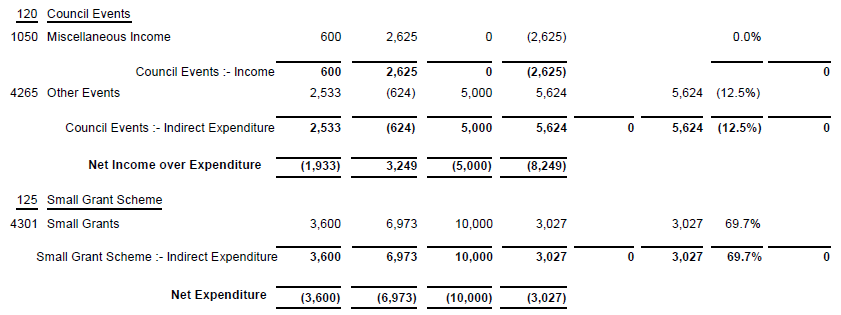 120 Council Events
1050 Miscellaneous Income 600 2,625 0 (2,625) 0.0%
Council Events :- Income 600 2,625 0 (2,625) 0
4265 Other Events 2,533 (624) 5,000 5,624 5,624 (12.5%)
Council Events :- Indirect Expenditure 2,533 (624) 5,000 5,624 0 5,624 (12.5%) 0
Net Income over Expenditure (1,933) 3,249 (5,000) (8,249)
125 Small Grant Scheme
4301 Small Grants 3,600 6,973 10,000 3,027 3,027 69.7%
Small Grant Scheme :- Indirect Expenditure 3,600 6,973 10,000 3,027 0 3,027 69.7% 0
Net Expenditure (3,600) (6,973) (10,000) (3,027)